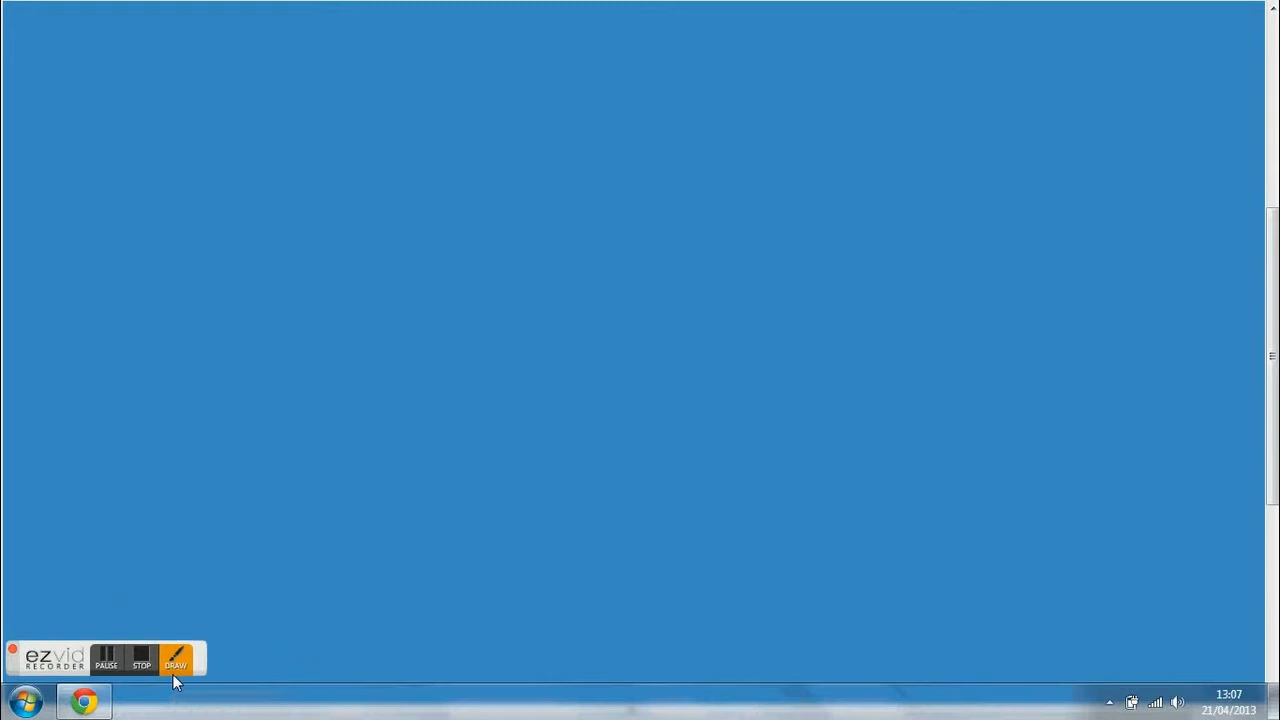 ezvid
RECORDER
PAUSE
STOP
DRAW
13:07
21/04/2013